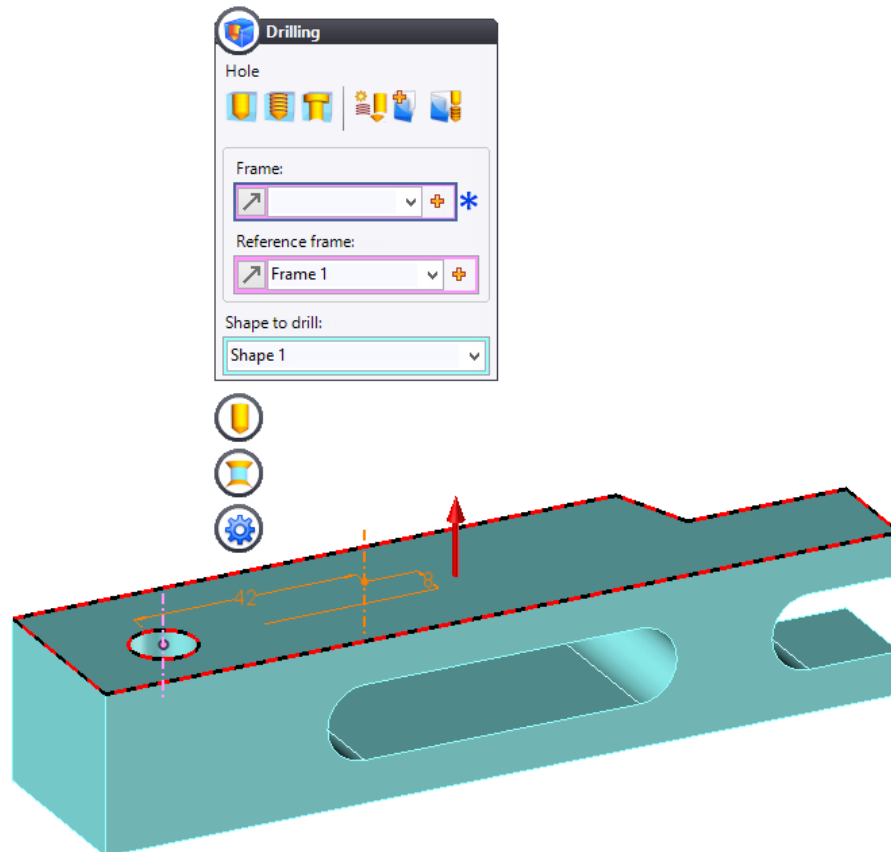 Drilling
Hole
Frame:
Reference frame:
Frame 1
Shape to drill:
Shape 1
42
8